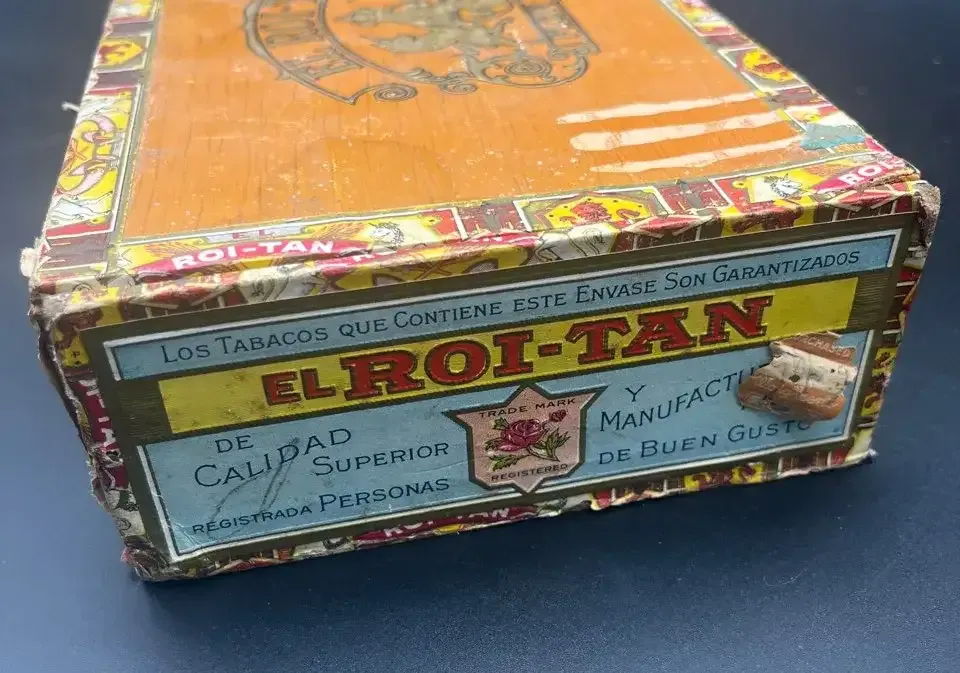 ROI-TAN
ROI
LOS TABACOS QUE CONTIENE ESTE ENVASE SON GARANTIZADOS
EL ROI-TAN
DE CALIDAD SUPERIOR
Y
REGISTRADA PERSONAS
DE BUEN GUSTO
TRADE MARK
REGISTERED
ROI-TAN